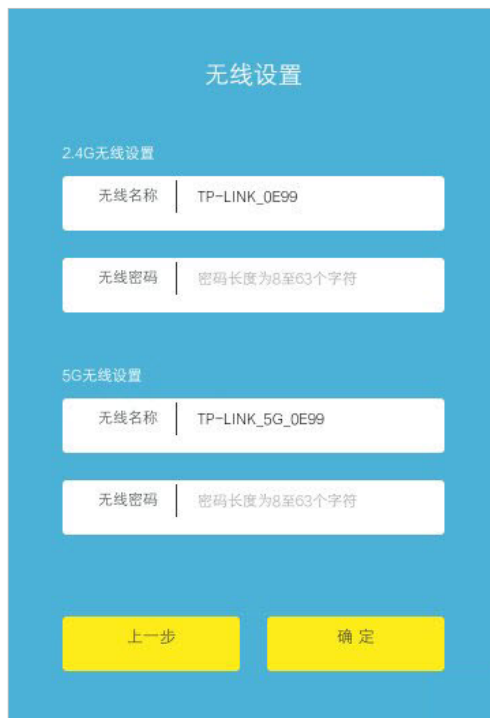 无线设置
2.4G无线设置
无线名称 TP-LINK_0E99
无线密码 密码长度为8至63个字符
5G无线设置
无线名称 TP-LINK_5G_0E99
无线密码 密码长度为8至63个字符
上一步 确 定